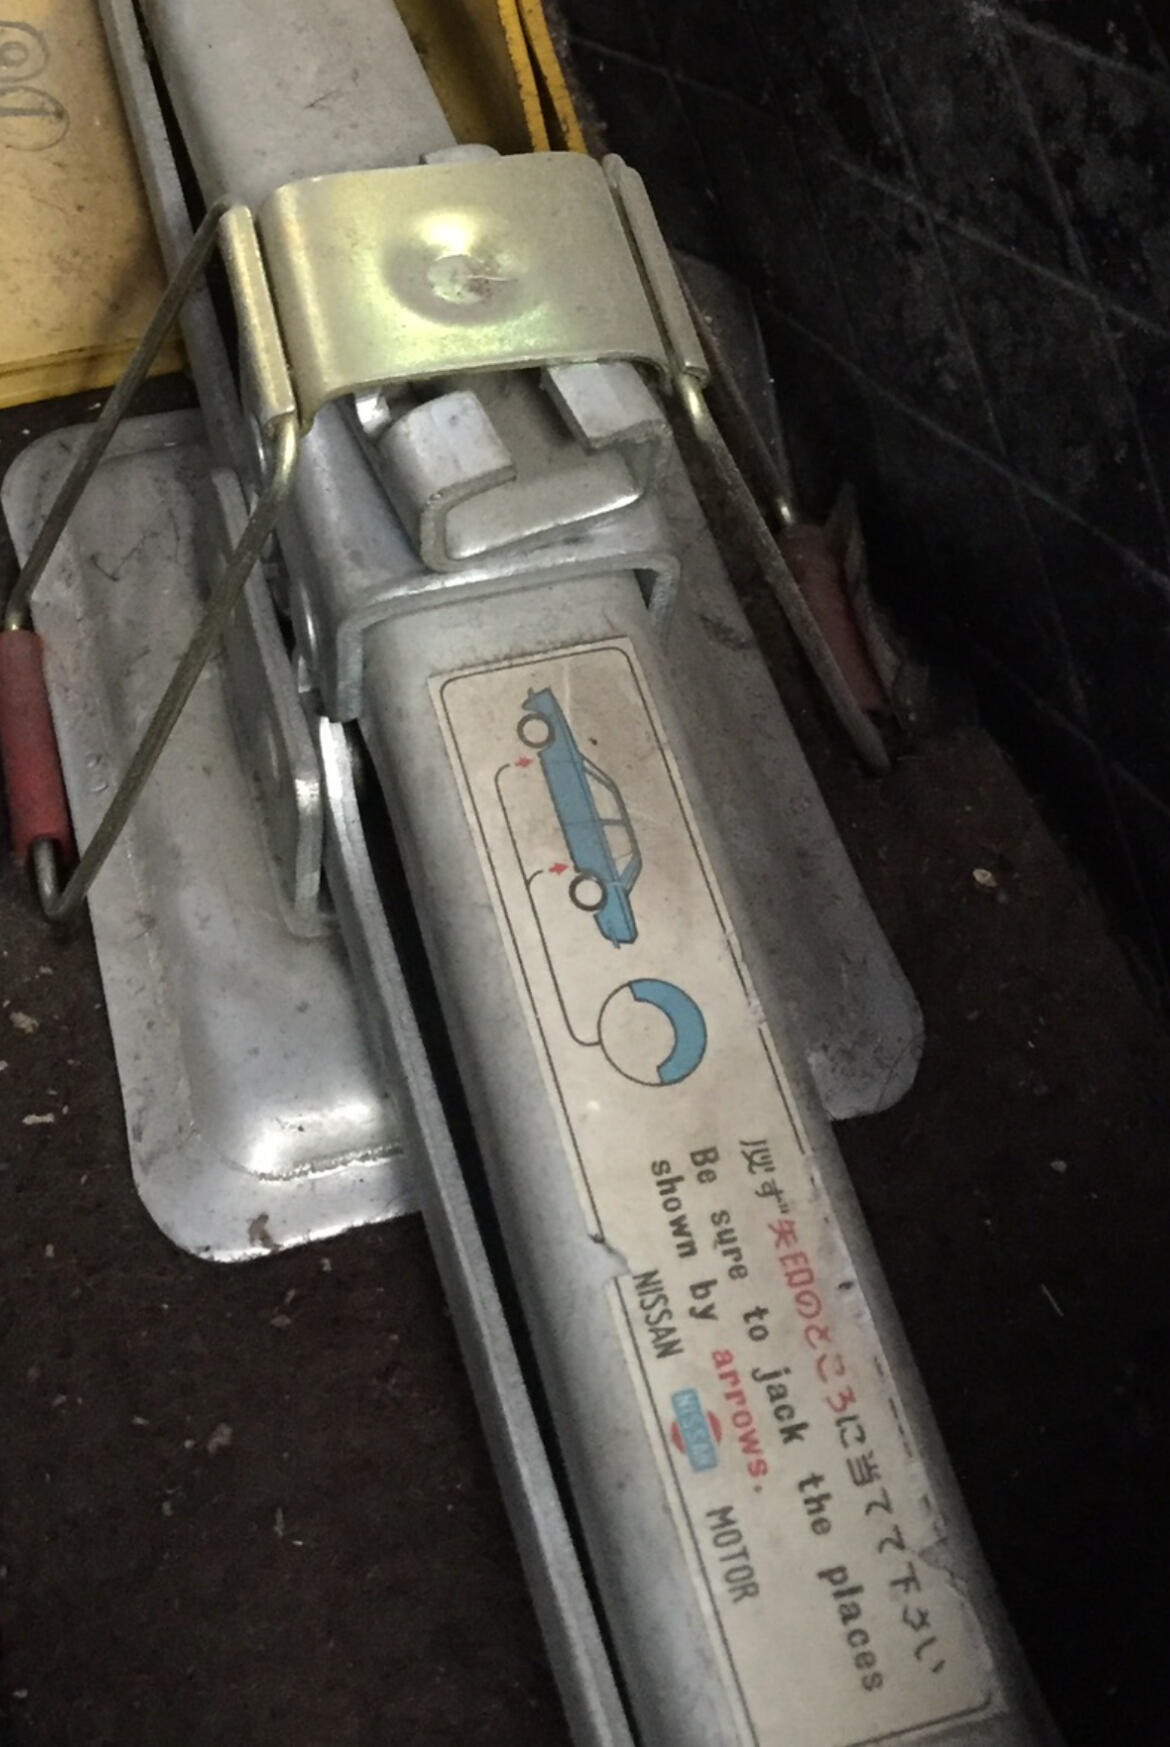 必ず矢印のところに当てて下さい
Be sure to jack the places
shown by arrows.
NISSAN NISSAN MOTOR